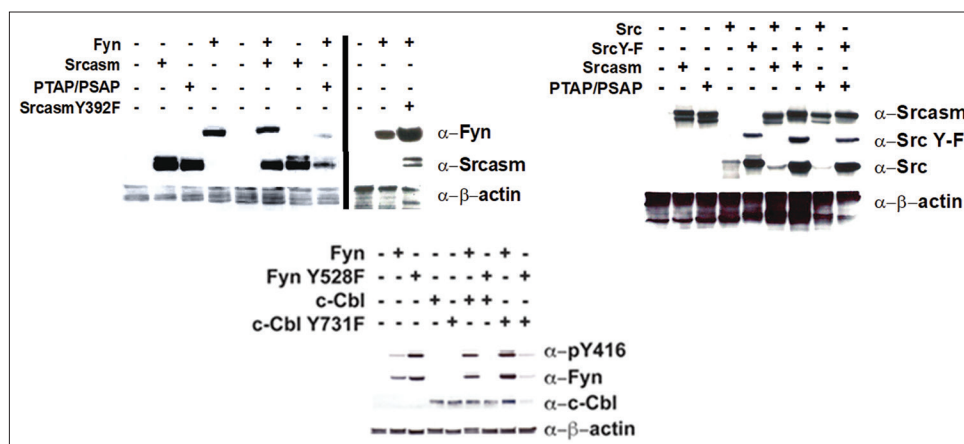 Fyn - - - + - + - + - + +
Srcasm - + - - - + + - - - -
PTAP/PSAP - - + - - - - + - - -
SrcasmY392F - - - - - - - - - - +
α-Fyn
α-Srcasm
α-β-actin
Src - - - + - + - + -
SrcY-F - - - - + - + - +
Srcasm - + - - - + + - -
PTAP/PSAP - - + - - - - + +
α-Srcasm
α-Src Y-F
α-Src
α-β-actin
Fyn - + - - - + - + -
Fyn Y528F - - + - - - + - +
c-Cbl - - - + - + + - -
c-Cbl Y731F - - - - + - - + +
α-pY416
α-Fyn
α-c-Cbl
α-β-actin